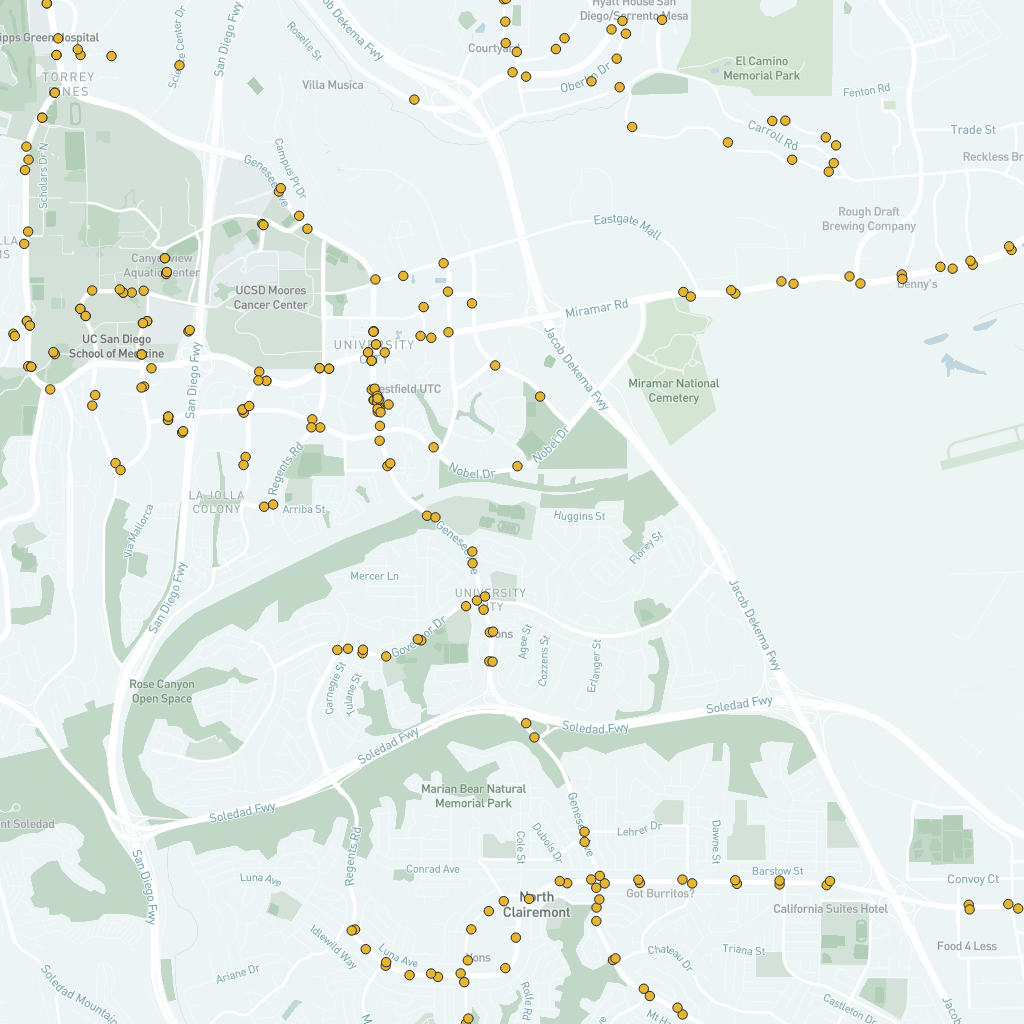 Hyatt House San
Diego/Sorrento Mesa
Jacob Dekema Fwy
Science Dr
San Diego Fwy
Roselle St
Courtyard
El Camino
Memorial Park
TORREY
PINES
Villa Musica
Oberlin Dr
Fenton Rd
Carroll Rd
Trade St
Reckless Br
Scholars Dr N
Genesee Ave
Campus Pt Dr
Rough Draft
Brewing Company
Eastgate Mall
Canyonview
Aquatic Center
UCSD Moores
Cancer Center
Denny's
Miramar Rd
UC San Diego
School of Medicine
UNIVERSITY
CITY
Jacob Dekema Fwy
San Diego Fwy
Westfield UTC
Miramar National
Cemetery
Nobel Dr
Nobel Dr
Regents Rd
LA JOLLA
COLONY
Arriba St
Via Mallorca
Huggins St
Genesee Ave
Florey St
Mercer Ln
UNIVERSITY
CITY
San Diego Fwy
Jacob Dekema Fwy
Governor Dr
Vons
Agee St
Cozzens St
Erlanger St
Carnegie St
Tulane St
Rose Canyon
Open Space
Soledad Fwy
Soledad Fwy
Soledad Fwy
Soledad Fwy
Marian Bear Natural
Memorial Park
Genesee Ave
Mount Soledad
Lehrer Dr
Dawne St
Cole St
Dubois Dr
Regents Rd
San Diego Fwy
Luna Ave
Conrad Ave
Barstow St
Convoy Ct
Got Burritos?
North
Clairemont
California Suites Hotel
Idlewild Way
Luna Ave
Vons
Chateau Dr
Triana St
Food 4 Less
Ariane Dr
Rolfe Rd
Soledad Mountain
Castleton Dr
Mt Ha
Jacob